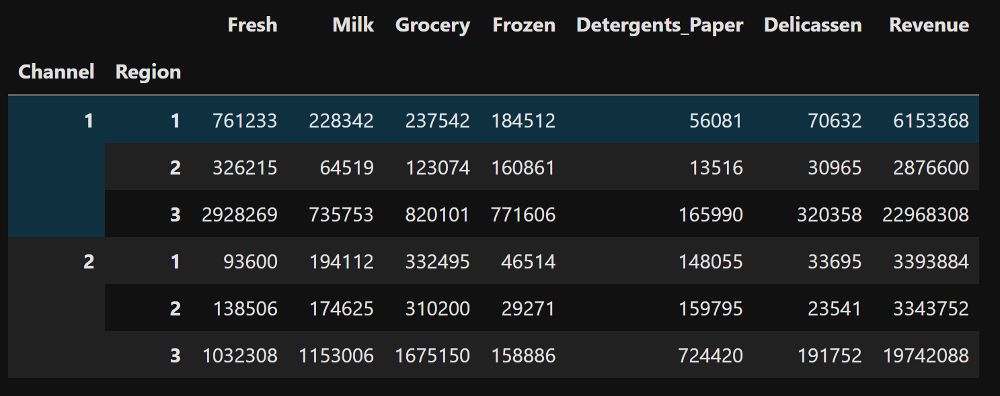 Fresh Milk Grocery Frozen Detergents_Paper Delicassen Revenue
Channel Region
1 1 761233 228342 237542 184512 56081 70632 6153368
2 326215 64519 123074 160861 13516 30965 2876600
3 2928269 735753 820101 771606 165990 320358 22968308
2 1 93600 194112 332495 46514 148055 33695 3393884
2 138506 174625 310200 29271 159795 23541 3343752
3 1032308 1153006 1675150 158886 724420 191752 19742088